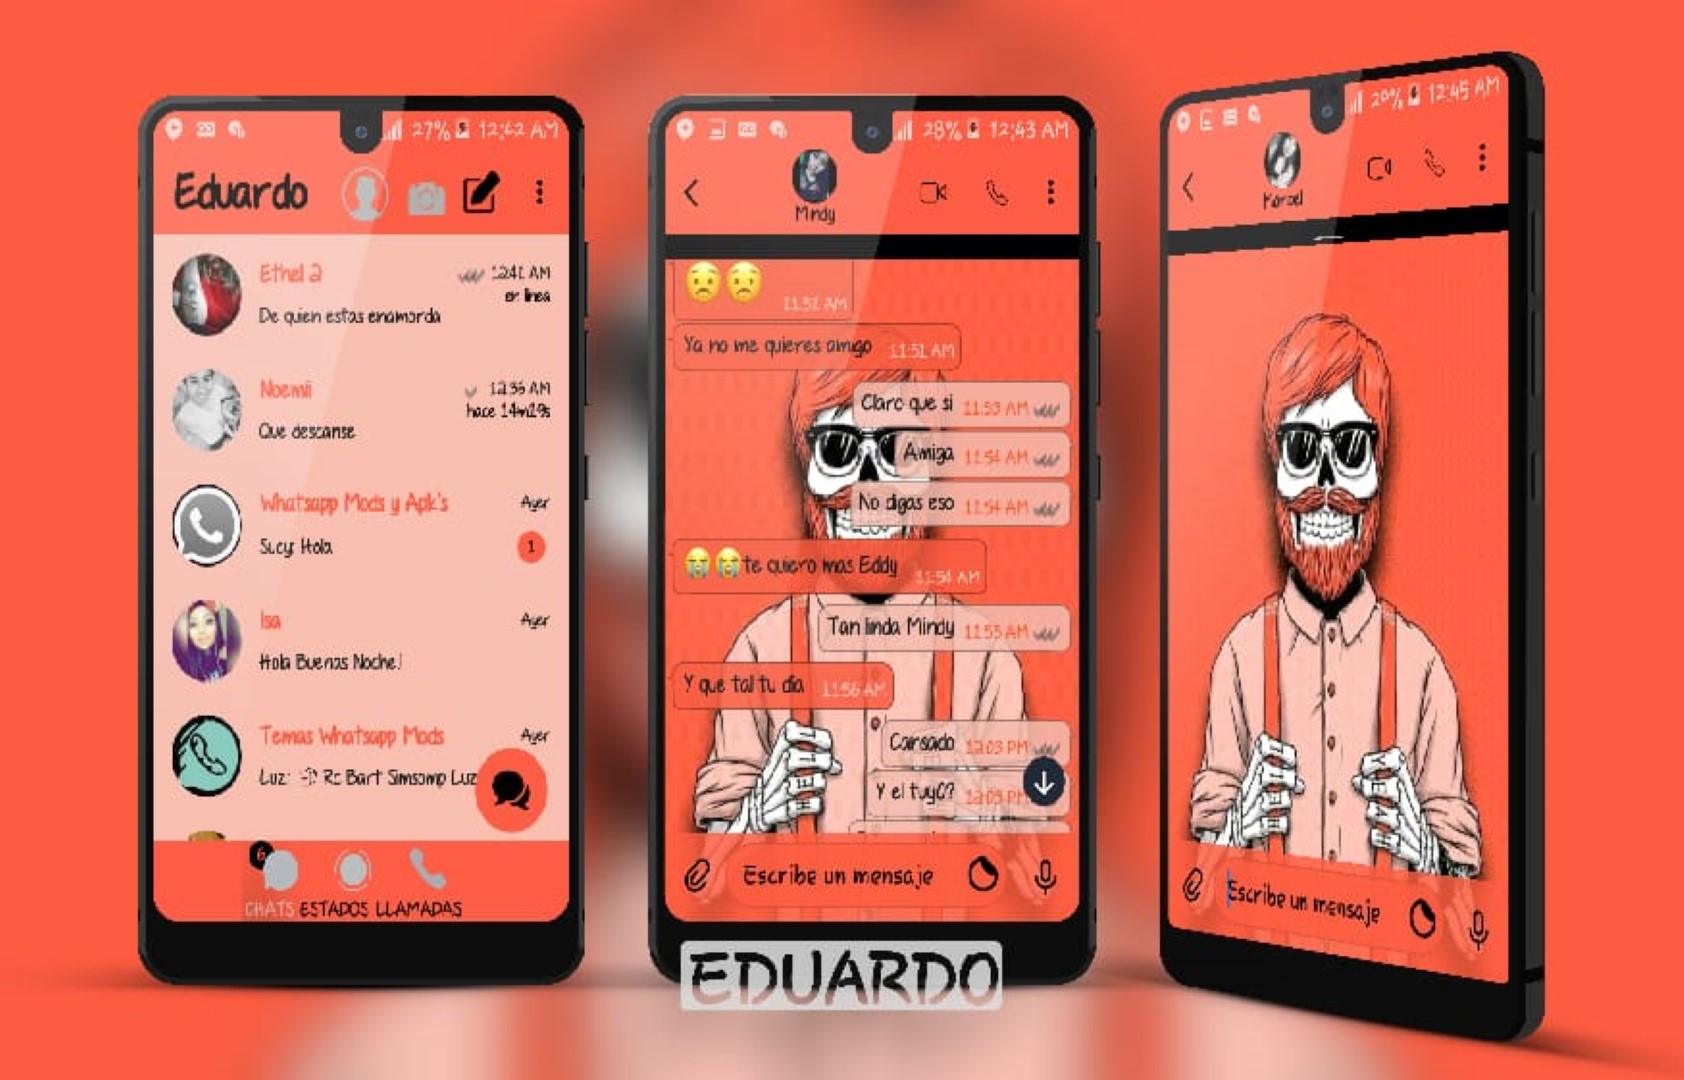 27% 12:42 AM
Eduardo
Ethel 2
12:41 AM
en linea
De quien estas enamorda
Noemii
12:36 AM
hace 14m29s
Que descanse
Whatsapp Mods y Apk's
Ayer
Sucy: Hola
1
Isa
Ayer
Hola Buenas Noche!
Temas Whatsapp Mods
Ayer
Luz: Rc Bart Simsomp Luz
6
CHATS ESTADOS LLAMADAS
28% 12:43 AM
Mindy
11:51 AM
Ya no me quieres amigo 11:51 AM
Claro que si 11:53 AM
Amiga 11:54 AM
No digas eso 11:54 AM
te quiero mas Eddy 11:54 AM
Tan linda Mindy 11:55 AM
Y que tal tu dia 11:56 AM
Cansado 12:03 PM
Y el tuyO? 12:03 PM
Escribe un mensaje
29% 12:45 AM
Escribe un mensaje
EDUARDO